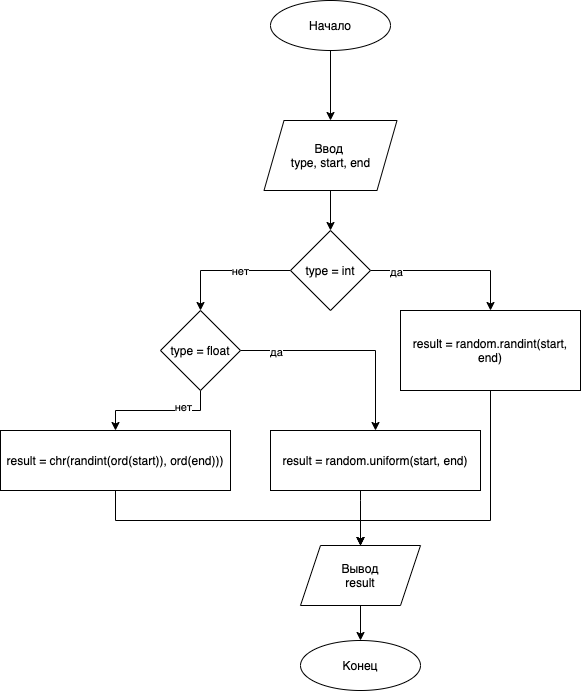 Начало
Ввод
type, start, end
type = int
нет
да
type = float
result = random.randint(start,
end)
да
нет
result = chr(randint(ord(start)), ord(end)))
result = random.uniform(start, end)
Вывод
result
Конец